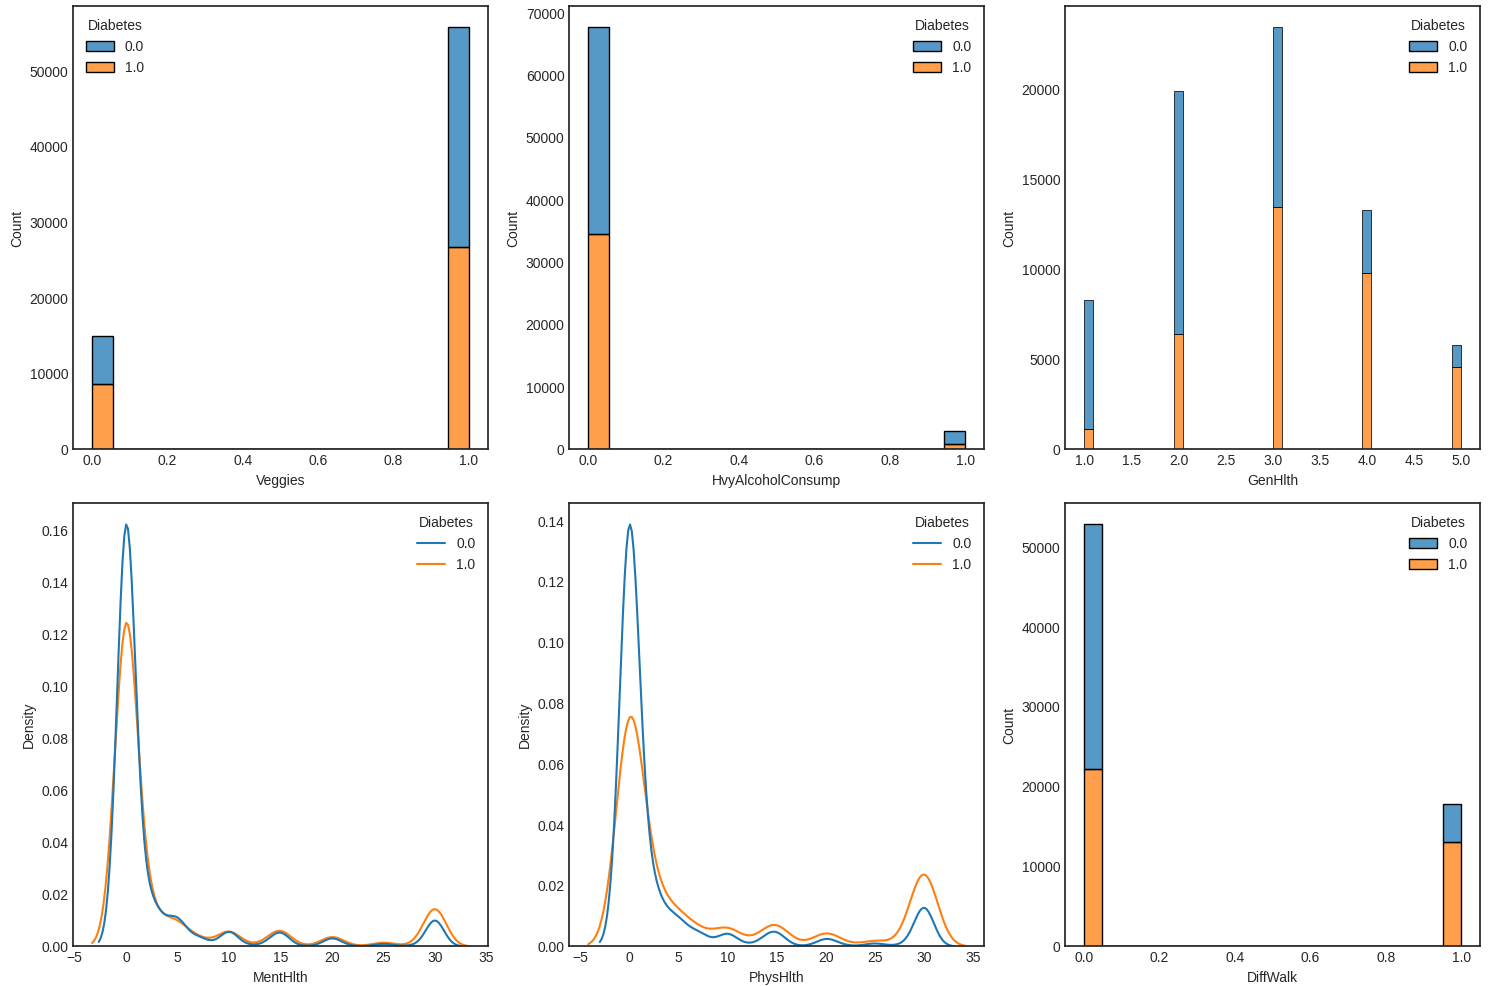 Diabetes
0.0
1.0
50000
40000
30000
20000
10000
0
Count
0.0 0.2 0.4 0.6 0.8 1.0
Veggies
Diabetes
0.0
1.0
70000
60000
50000
40000
30000
20000
10000
0
Count
0.0 0.2 0.4 0.6 0.8 1.0
HvyAlcoholConsump
Diabetes
0.0
1.0
20000
15000
10000
5000
0
Count
1.0 1.5 2.0 2.5 3.0 3.5 4.0 4.5 5.0
GenHlth
Diabetes
0.0
1.0
0.16
0.14
0.12
0.10
0.08
0.06
0.04
0.02
0.00
Density
−5 0 5 10 15 20 25 30 35
MentHlth
Diabetes
0.0
1.0
0.14
0.12
0.10
0.08
0.06
0.04
0.02
0.00
Density
−5 0 5 10 15 20 25 30 35
PhysHlth
Diabetes
0.0
1.0
50000
40000
30000
20000
10000
0
Count
0.0 0.2 0.4 0.6 0.8 1.0
DiffWalk